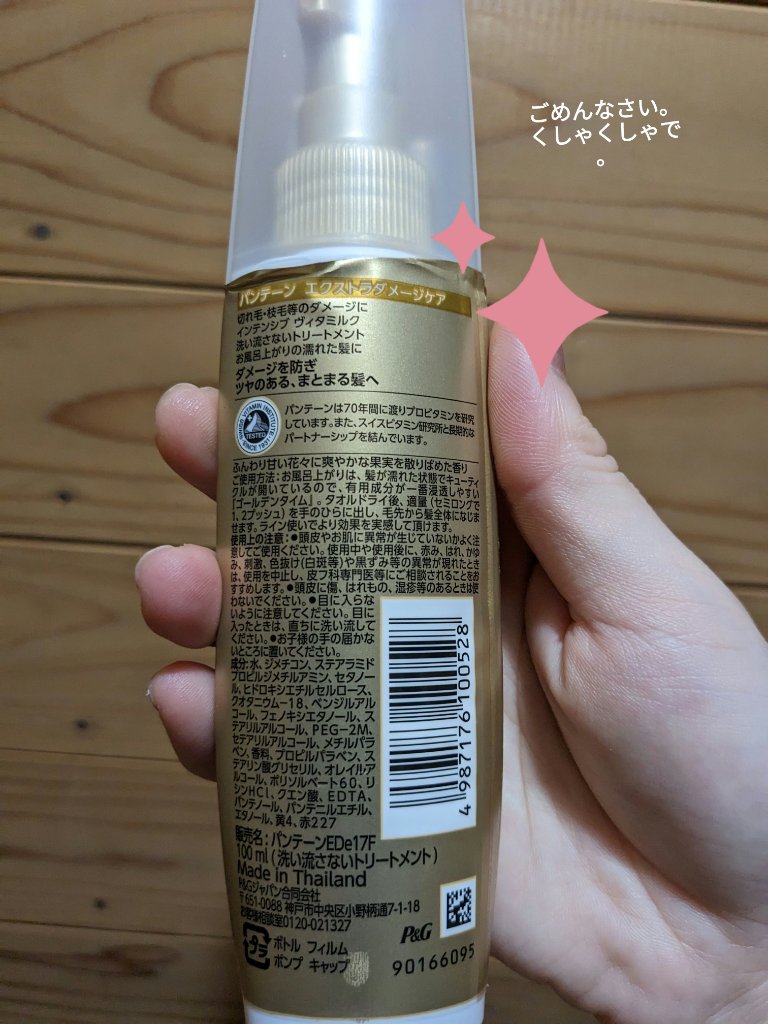 ごめんなさい。
くしゃくしゃで
。
パンテーン エクストラダメージケア
切れ毛・枝毛等のダメージに
インテンシブ ヴィタミルク
洗い流さないトリートメント
お風呂上がりの濡れた髪に
ダメージを防ぎ
ツヤのある、まとまる髪へ
SWISS VITAMIN INSTITUTE
TESTED
SINCE 1931
パンテーンは70年間に渡りプロビタミンを研究
しています。また、スイスビタミン研究所と長期的な
パートナーシップを結んでいます。
ふんわり甘い花々に爽やかな果実を散りばめた香り
ご使用方法：お風呂上がりは、髪が濡れた状態でキューティ
クルが開いているので、有用成分が一番浸透しやすい
「ゴールデンタイム」。タオルドライ後、適量（セミロングで
1、2プッシュ）を手のひらに出し、毛先から髪全体になじま
せます。ライン使いでより効果を実感して頂けます。
使用上の注意：●頭皮やお肌に異常が生じていないかよく注
意してご使用ください。使用中や使用後に、赤み、はれ、かゆ
み、刺激、色抜け(白斑等)や黒ずみ等の異常が現れたとき
は、使用を中止し、皮フ科専門医等にご相談されることをお
すすめします。●頭皮に傷、はれもの、湿疹等のあるときは使
わないでください。●目に入らな
いように注意してください。目に
入ったときは、直ちに洗い流して
ください。●お子様の手の届かな
いところに置いてください。
成分：水、ジメチコン、ステアラミド
プロピルジメチルアミン、セタノー
ル、ヒドロキシエチルセルロース、
クオタニウム-18、ベンジルアル
コール、フェノキシエタノール、ス
テアリルアルコール、PEG-2M、
セテアリルアルコール、メチルパラ
ベン、香料、プロピルパラベン、ス
テアリン酸グリセリル、オレイルア
ルコール、ポリソルベート60、リ
シンHCl、クエン酸、EDTA、
パンテノール、パンテニルエチル、
エタノール、黄4、赤227
4 987176 100528
販売名：パンテーンEDe17F
100 ml（洗い流さないトリートメント）
Made in Thailand
P&Gジャパン合同会社
〒651-0088 神戸市中央区小野柄通7-1-18
お客様相談室0120-021327
プラ
ボトル フィルム
ポンプ キャップ
P&G
90166095